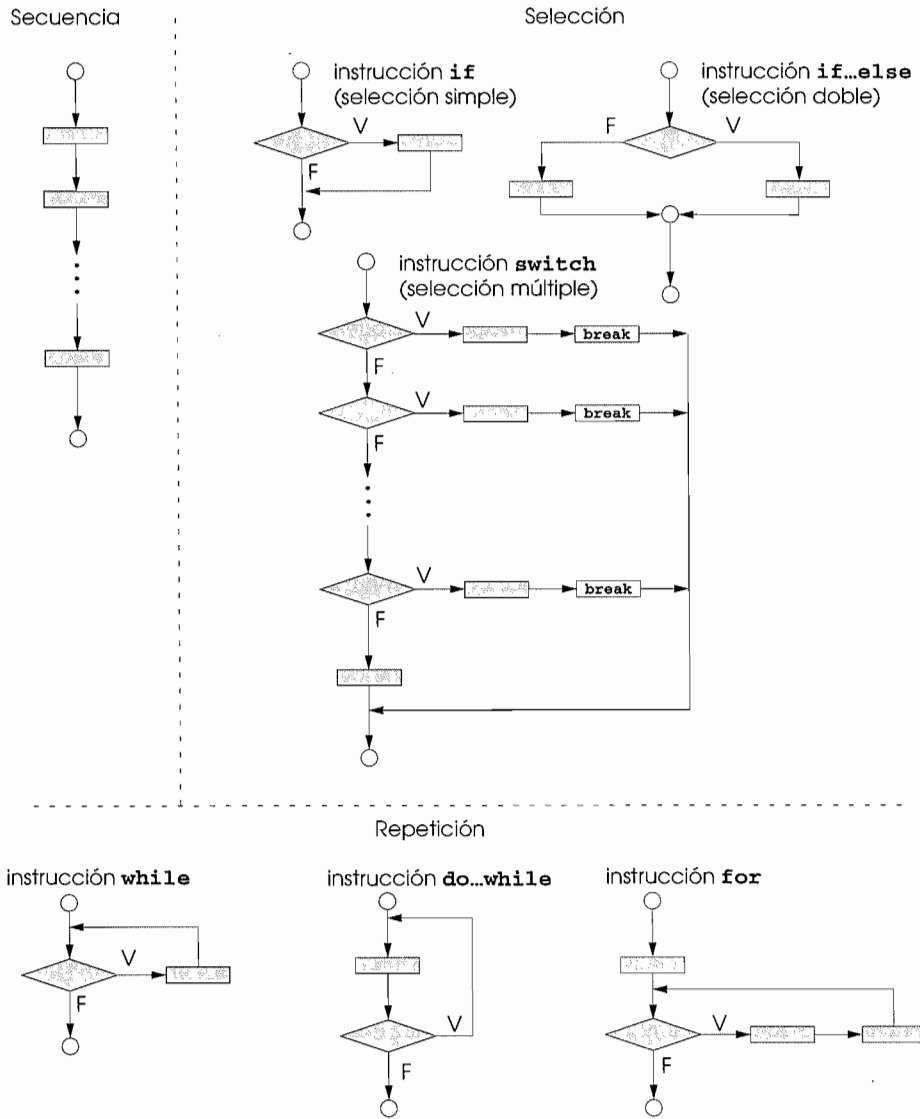 Secuencia
Selección
instrucción if
(selección simple)
V
F
instrucción if...else
(selección doble)
F
V
instrucción switch
(selección múltiple)
V
break
F
V
break
F
V
break
F
Repetición
instrucción while
V
F
instrucción do...while
V
F
instrucción for
V
F